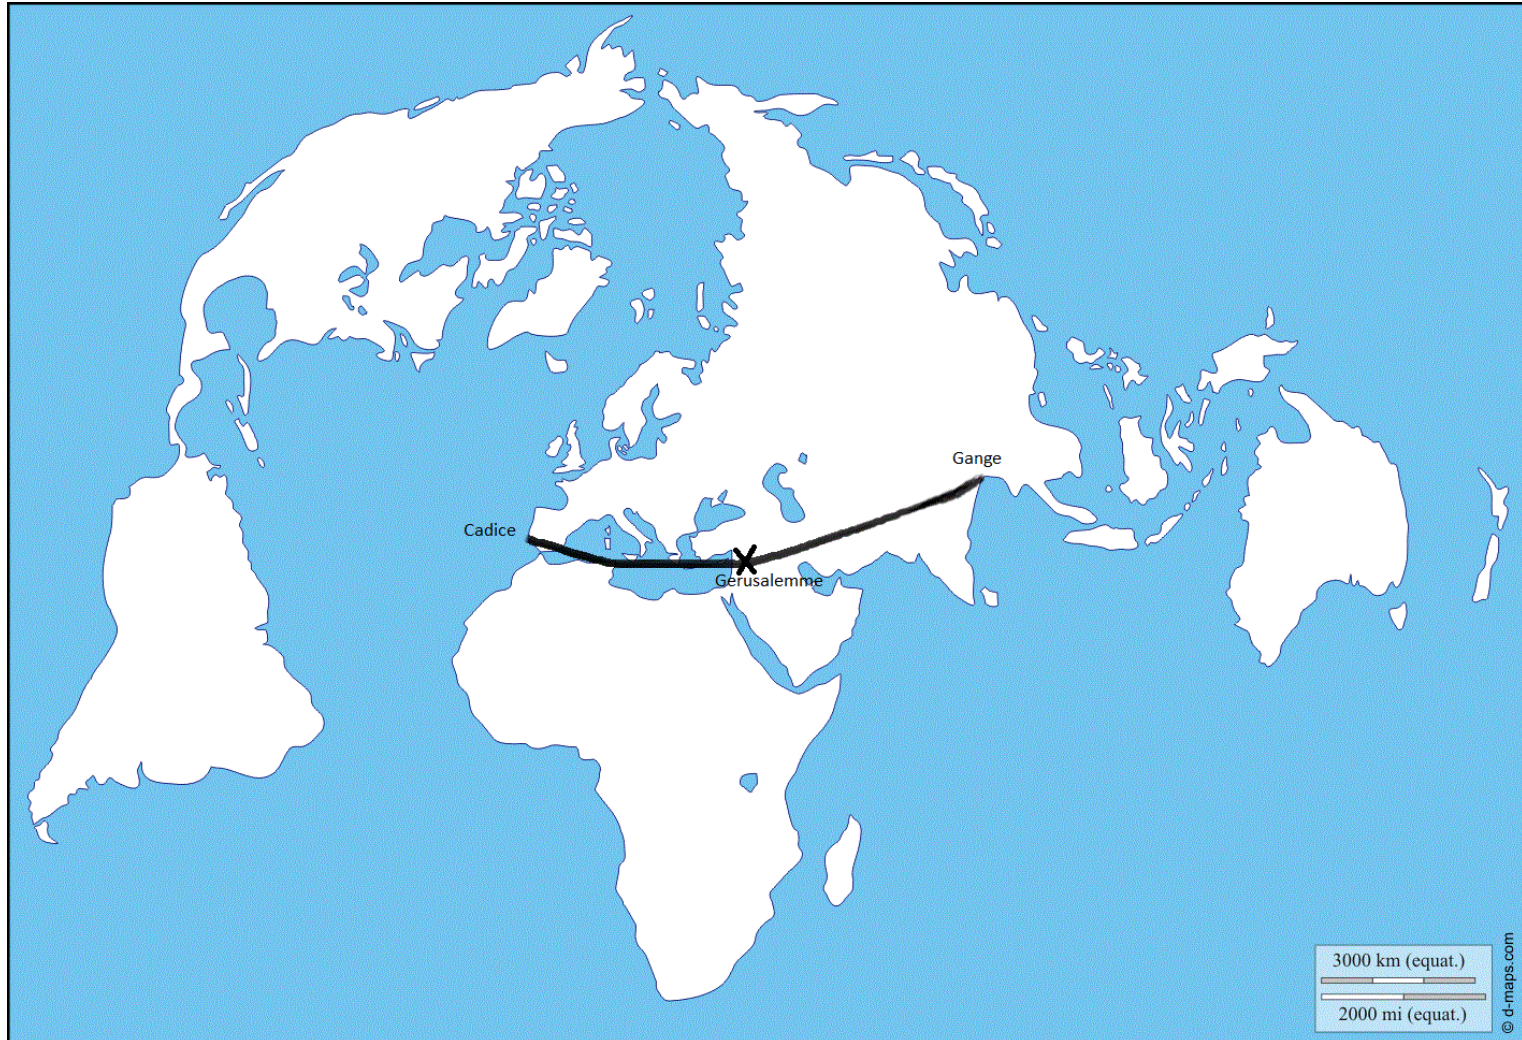 Gange
Cadice
Gerusalemme
3000 km (equat.)
2000 mi (equat.)
© d-maps.com